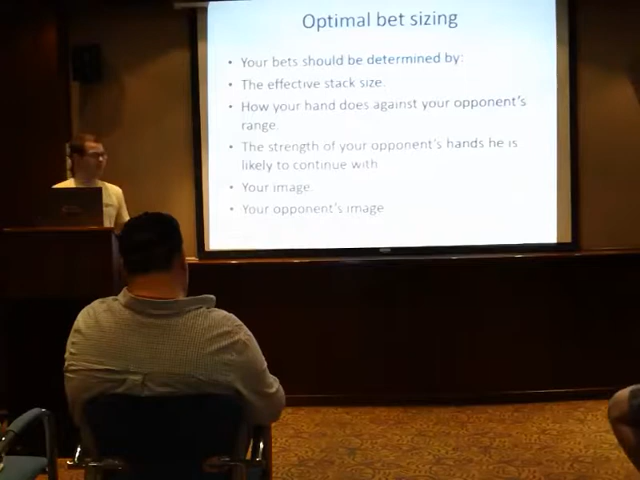 Optimal bet sizing
• Your bets should be determined by:
• The effective stack size.
• How your hand does against your opponent's
range.
• The strength of your opponent's hands he is
likely to continue with
• Your image.
• Your opponent's image